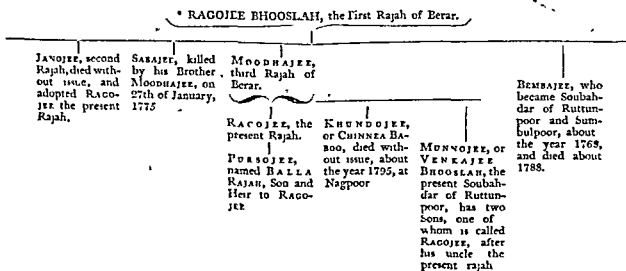 * RAGOJEE BHOOSLAH, the First Rajah of Berar.
JANOJEE, second
Rajah, died with-
out issue, and
adopted RAGO-
JEE the present
Rajah.
SABAJEE, killed
by his Brother
MOODHAJEE, on
27th of January,
1775
MOODHAJEE,
third Rajah of
Berar.
RAGOJEE, the
present Rajah.
PURSOJEE,
named BALLA
RAJAH, Son and
Heir to RAGO-
JEE
KHUNDOJEE,
or CHINNEA BA-
BOO, died with-
out issue, about
the year 1795, at
Nagpoor
MUNNOJEE, or
VENKAJEE
BHOOSLAH, the
present Soubah-
dar of Ruttun-
poor, has two
Sons, one of
whom is called
RAGOJEE, after
his uncle the
present rajah
BEMBAJEE, who
became Soubah-
dar of Ruttun-
poor and Sum-
bulpoor, about
the year 1768,
and died about
1788.